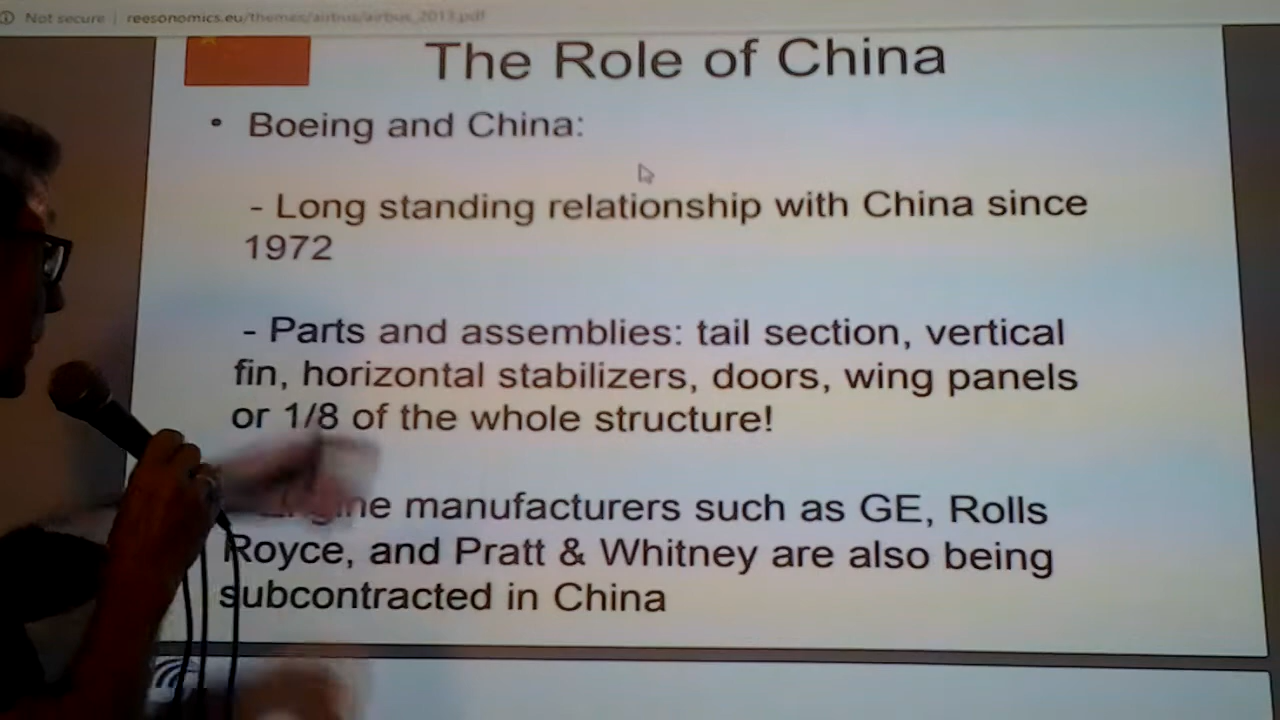 Not secure | reesonomics.eu/themes/airbus/airbus_2013.pdf
The Role of China
• Boeing and China:
- Long standing relationship with China since
1972
- Parts and assemblies: tail section, vertical
fin, horizontal stabilizers, doors, wing panels
or 1/8 of the whole structure!
manufacturers such as GE, Rolls
Royce, and Pratt & Whitney are also being
subcontracted in China